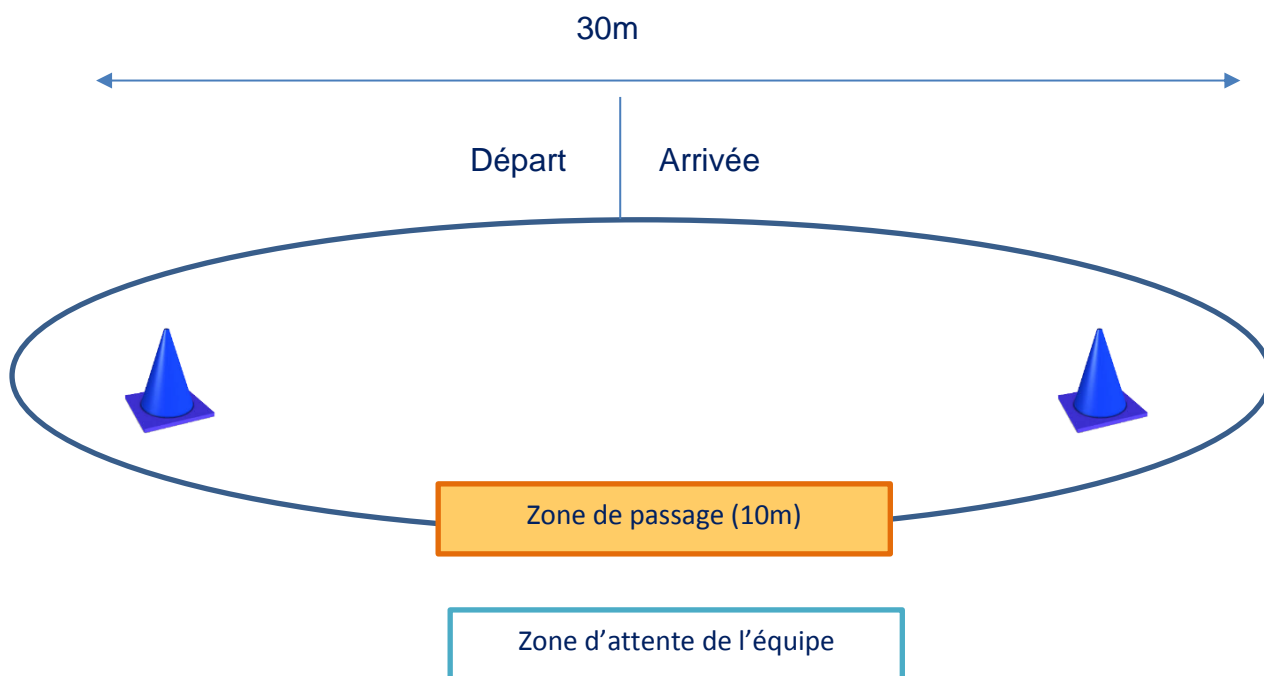 30m
Départ
Arrivée
Zone de passage (10m)
Zone d’attente de l’équipe